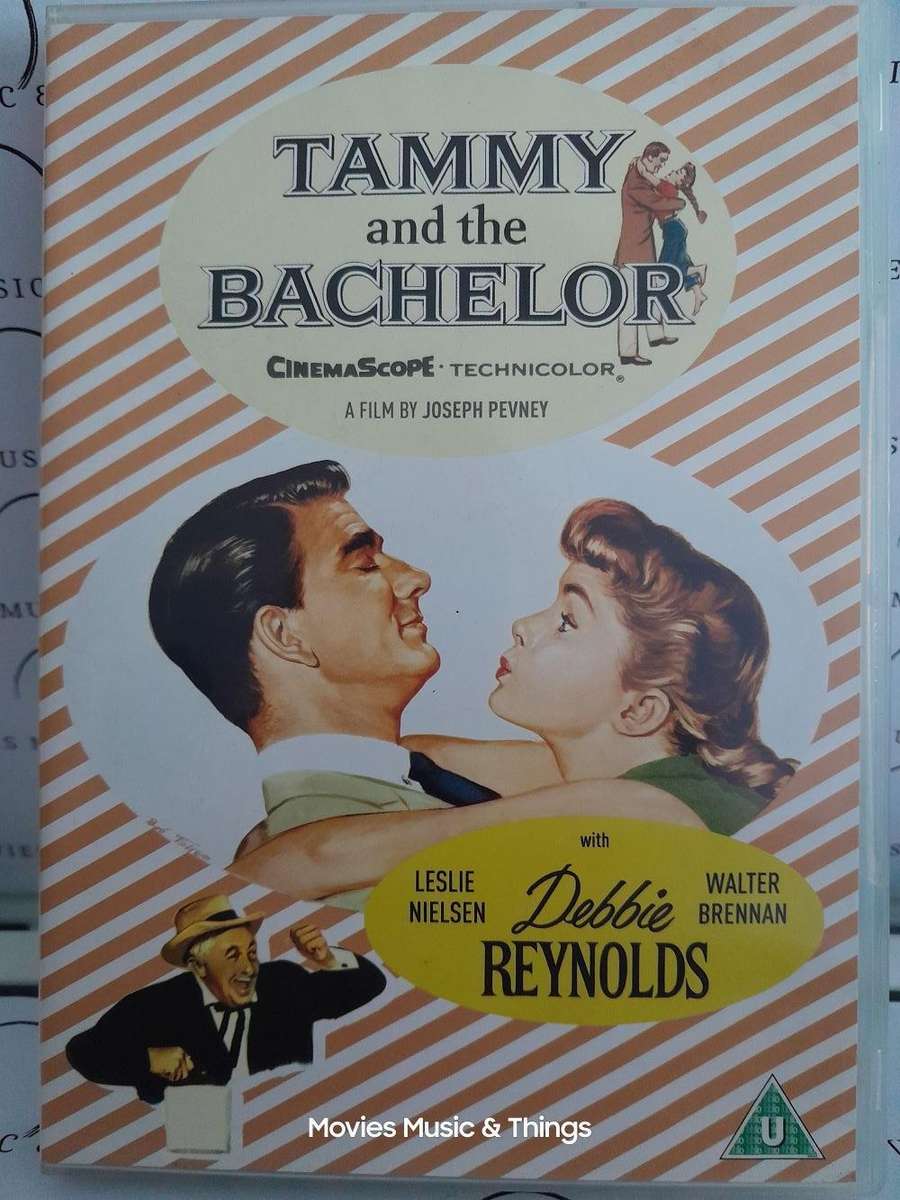 TAMMY
and the
BACHELOR
CINEMASCOPE · TECHNICOLOR®
A FILM BY JOSEPH PEVNEY
with
LESLIE
NIELSEN
Debbie
REYNOLDS
WALTER
BRENNAN
Movies Music & Things
U